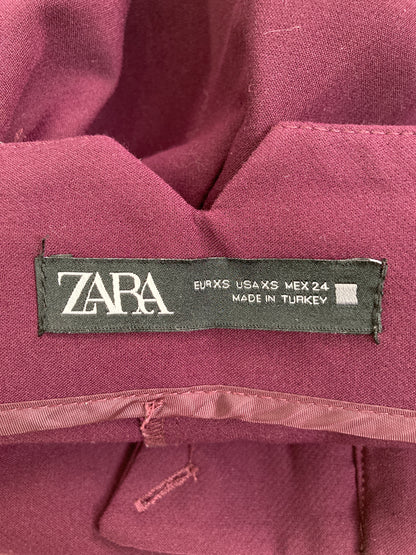 ZARA
EUR XS USA XS MEX 24
MADE IN TURKEY